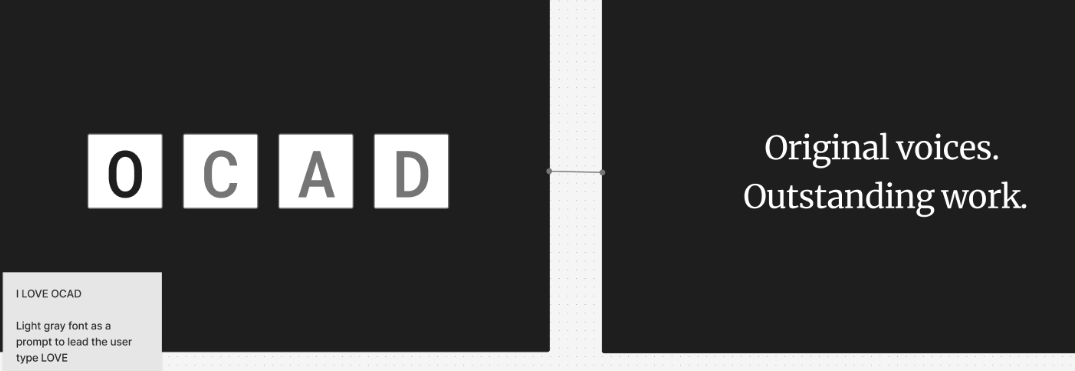 O C A D
I LOVE OCAD
Light gray font as a
prompt to lead the user
type LOVE
Original voices.
Outstanding work.